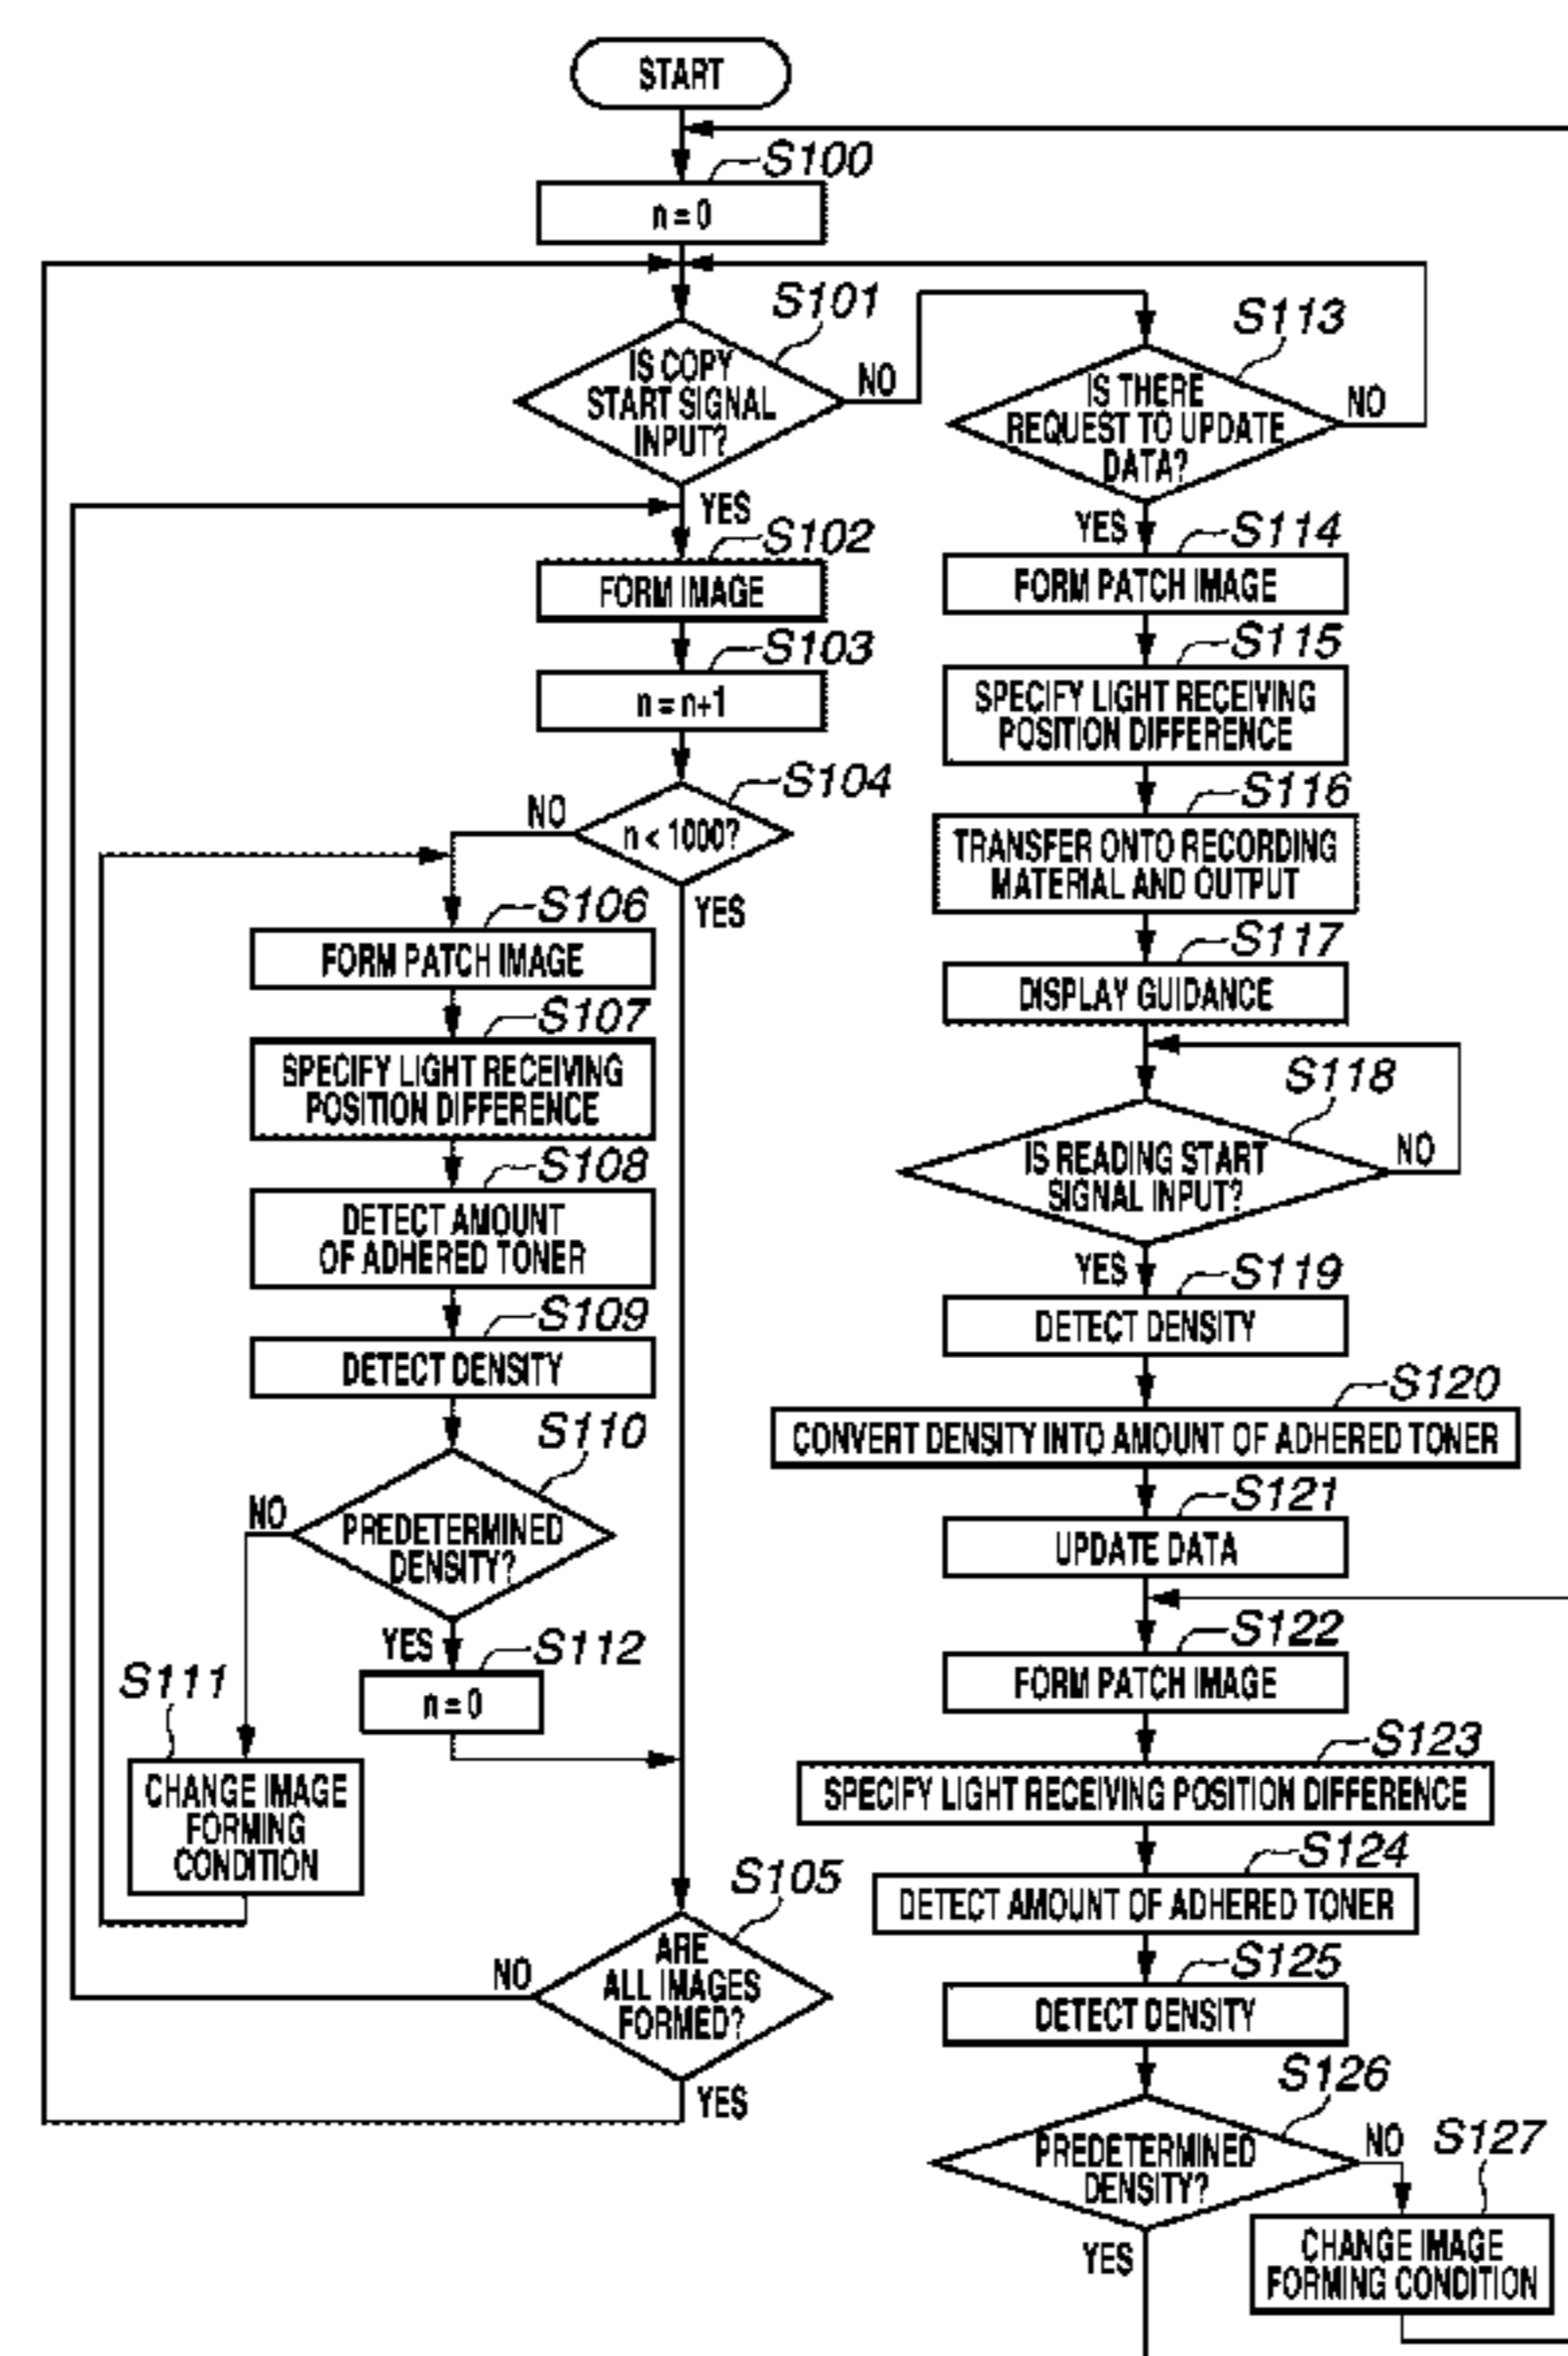 START
S100
n = 0
S101
IS COPY
START SIGNAL
INPUT?
NO
YES
S102
FORM IMAGE
S103
n = n+1
S104
n < 1000?
NO
YES
S106
FORM PATCH IMAGE
S107
SPECIFY LIGHT RECEIVING
POSITION DIFFERENCE
S108
DETECT AMOUNT
OF ADHERED TONER
S109
DETECT DENSITY
S110
PREDETERMINED
DENSITY?
NO
YES
S112
n = 0
S111
CHANGE IMAGE
FORMING
CONDITION
S105
ARE
ALL IMAGES
FORMED?
NO
YES
S113
IS THERE
REQUEST TO UPDATE
DATA?
NO
YES
S114
FORM PATCH IMAGE
S115
SPECIFY LIGHT RECEIVING
POSITION DIFFERENCE
S116
TRANSFER ONTO RECORDING
MATERIAL AND OUTPUT
S117
DISPLAY GUIDANCE
S118
IS READING START
SIGNAL INPUT?
NO
YES
S119
DETECT DENSITY
S120
CONVERT DENSITY INTO AMOUNT OF ADHERED TONER
S121
UPDATE DATA
S122
FORM PATCH IMAGE
S123
SPECIFY LIGHT RECEIVING POSITION DIFFERENCE
S124
DETECT AMOUNT OF ADHERED TONER
S125
DETECT DENSITY
S126
PREDETERMINED
DENSITY?
NO
YES
S127
CHANGE IMAGE
FORMING CONDITION